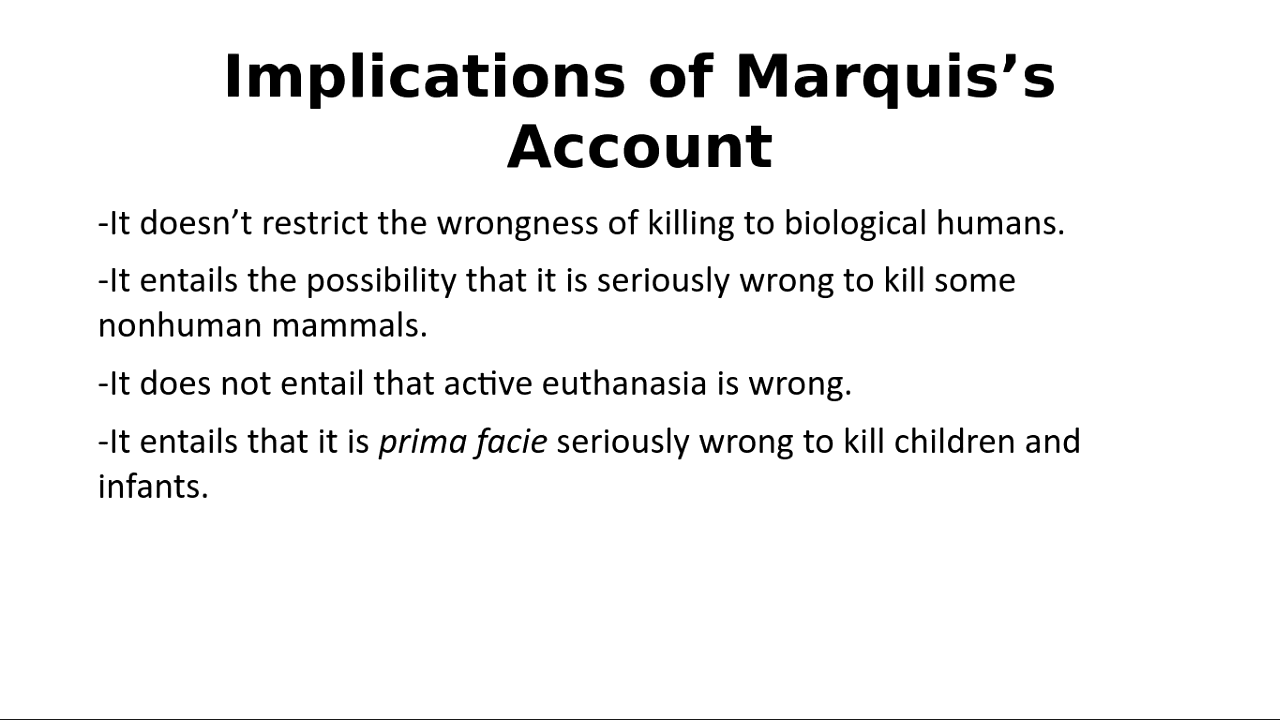 Implications of Marquis’s
Account
-It doesn’t restrict the wrongness of killing to biological humans.
-It entails the possibility that it is seriously wrong to kill some
nonhuman mammals.
-It does not entail that active euthanasia is wrong.
-It entails that it is prima facie seriously wrong to kill children and
infants.